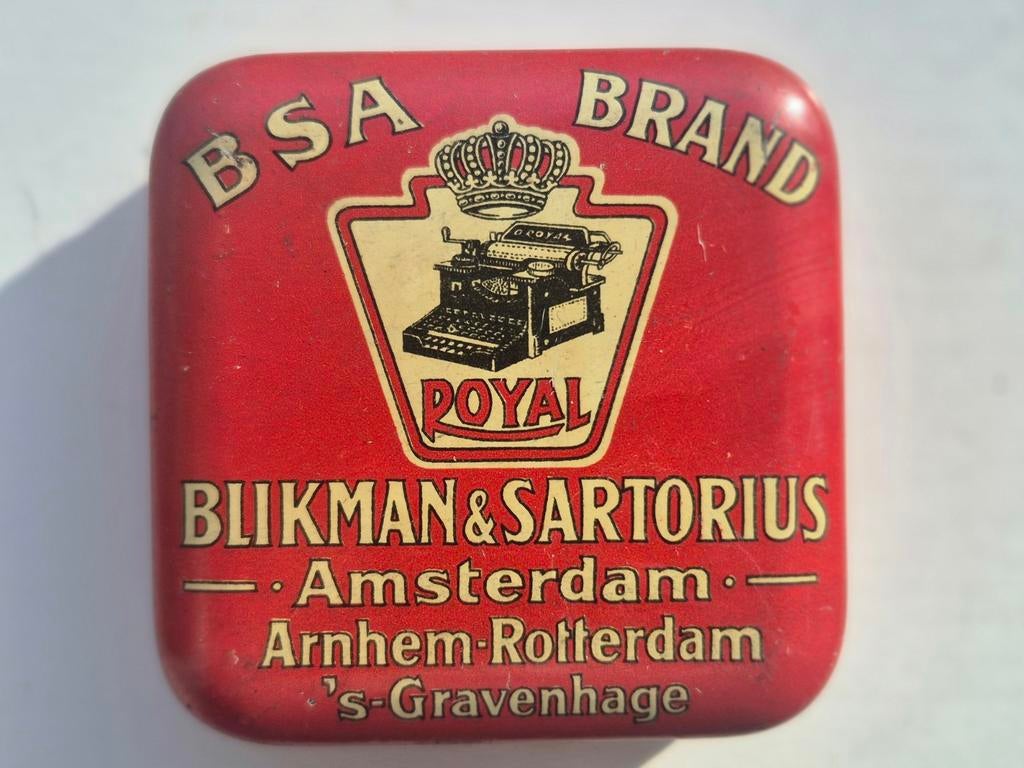 BSA BRAND
ROYAL
ROYAL
BLIKMAN & SARTORIUS
Amsterdam
Arnhem-Rotterdam
's-Gravenhage